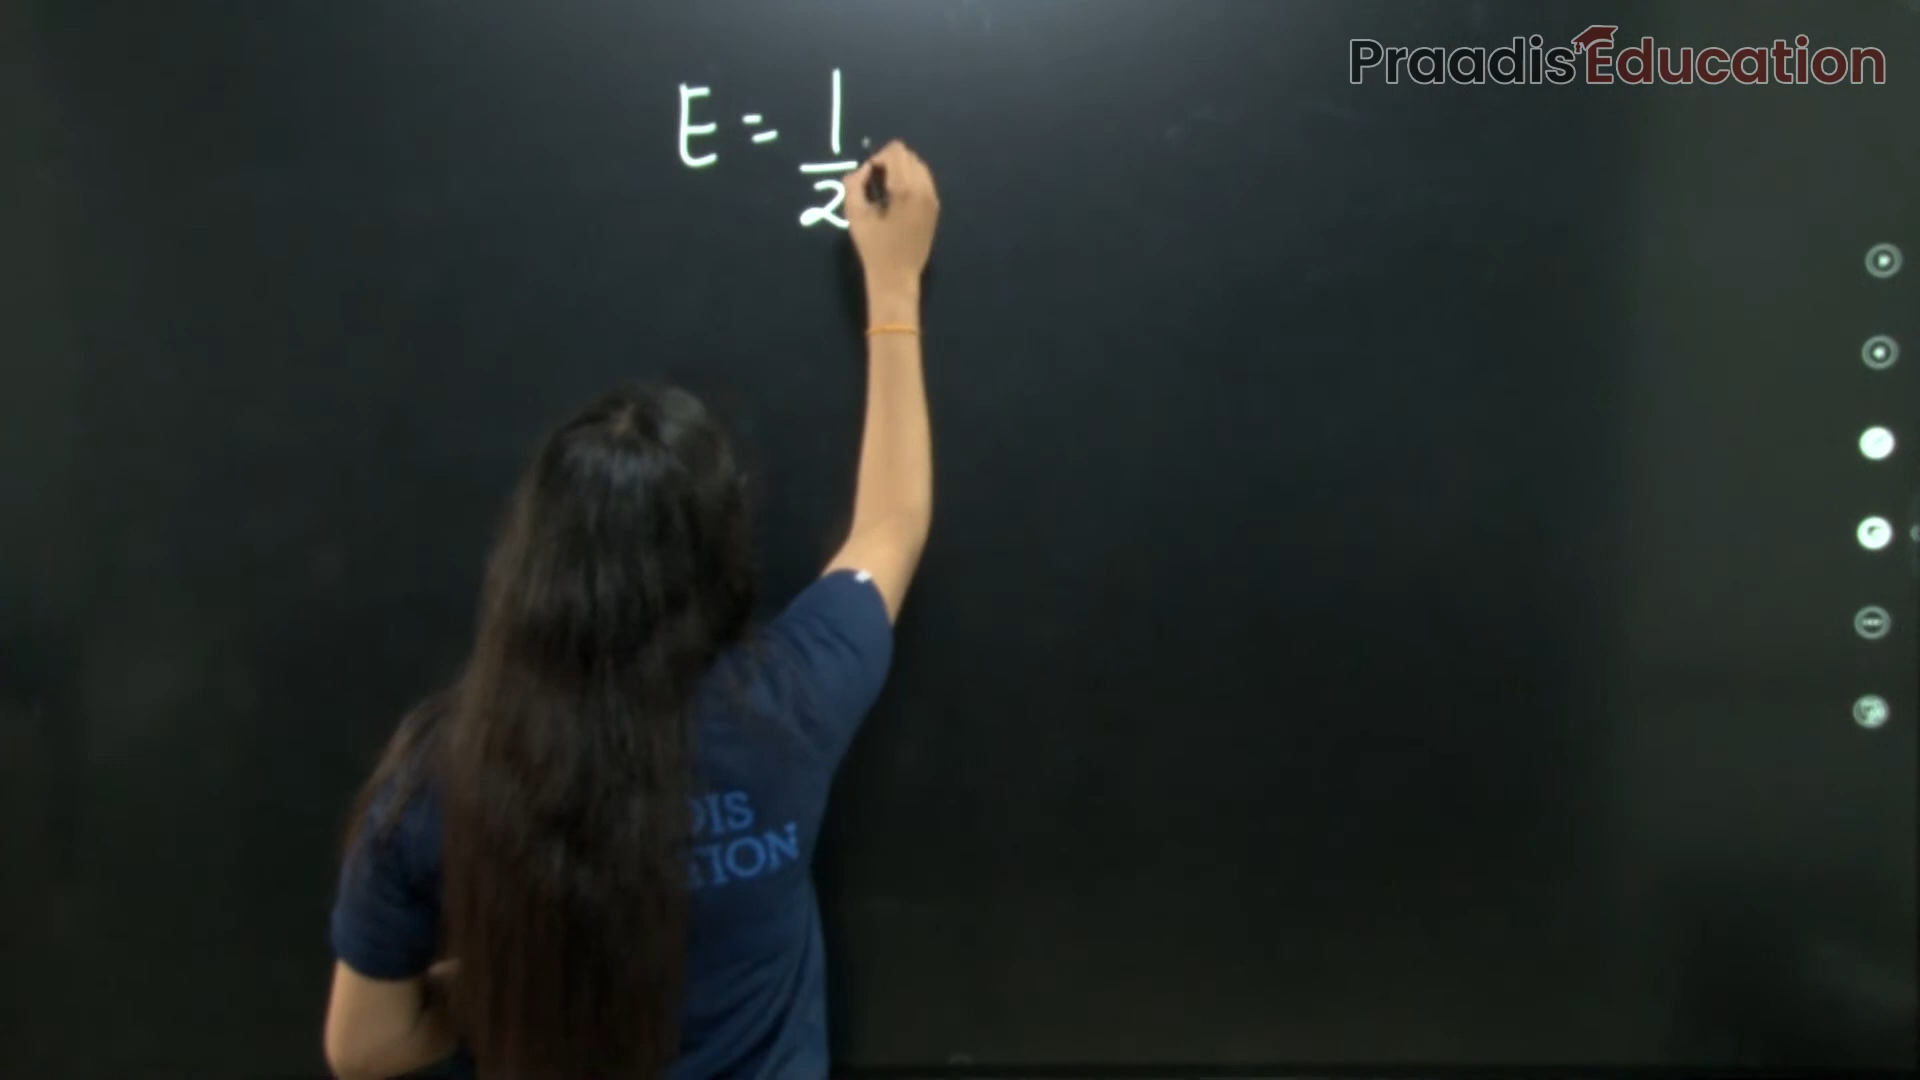 Praadis Education
E = 1/2
DIS
TION